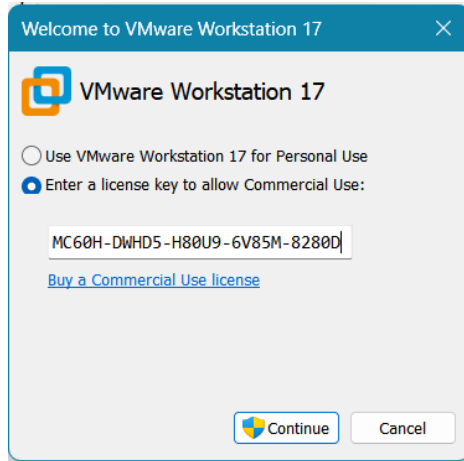 Welcome to VMware Workstation 17
VMware Workstation 17
Use VMware Workstation 17 for Personal Use
Enter a license key to allow Commercial Use:
MC60H-DWHD5-H80U9-6V85M-8280D
Buy a Commercial Use license
Continue
Cancel